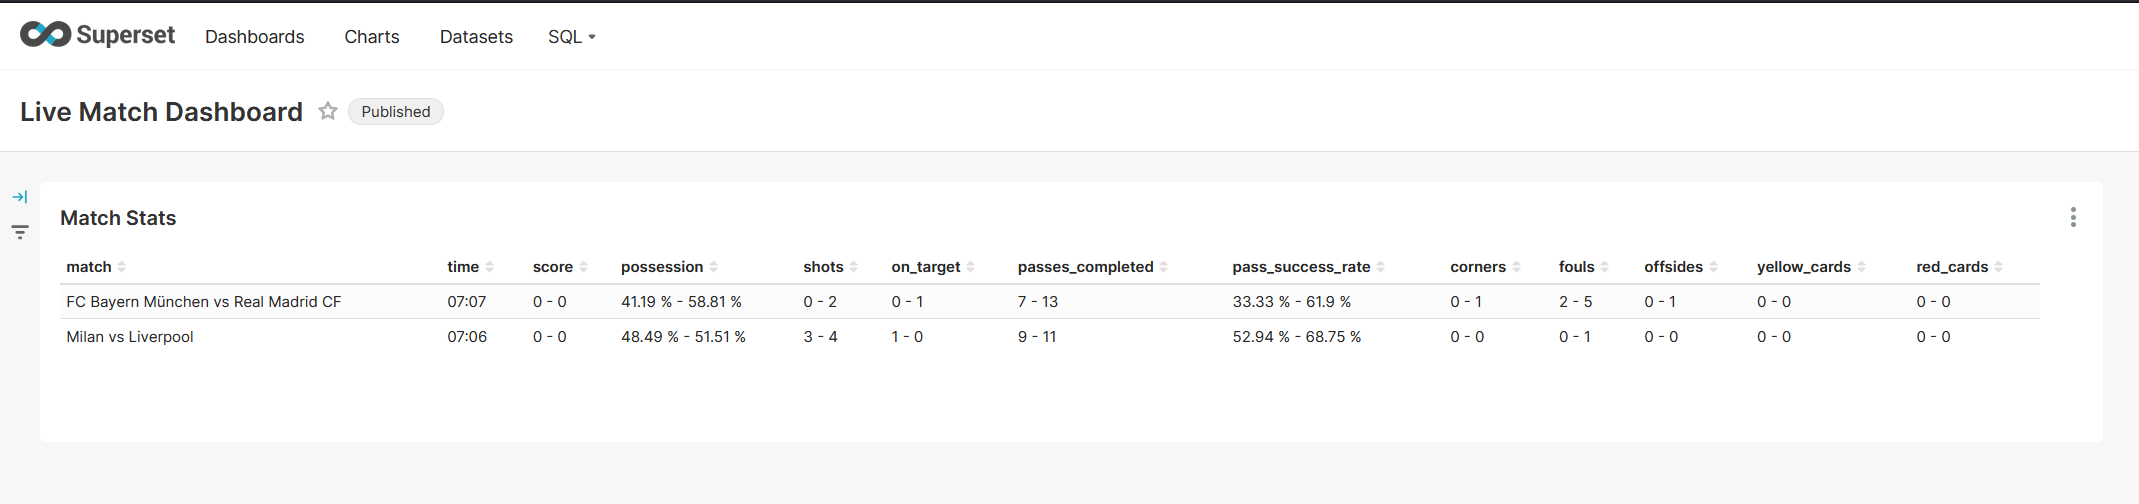 Superset Dashboards Charts Datasets SQL
Live Match Dashboard Published
Match Stats
match time score possession shots on_target passes_completed pass_success_rate corners fouls offsides yellow_cards red_cards
FC Bayern München vs Real Madrid CF 07:07 0 - 0 41.19 % - 58.81 % 0 - 2 0 - 1 7 - 13 33.33 % - 61.9 % 0 - 1 2 - 5 0 - 1 0 - 0 0 - 0
Milan vs Liverpool 07:06 0 - 0 48.49 % - 51.51 % 3 - 4 1 - 0 9 - 11 52.94 % - 68.75 % 0 - 0 0 - 1 0 - 0 0 - 0 0 - 0